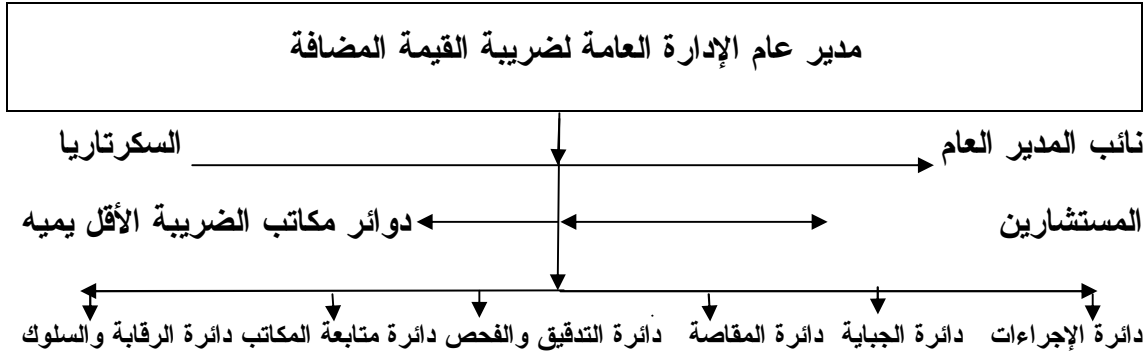 مدير عام الإدارة العامة لضريبة القيمة المضافة
نائب المدير العام السكرتاريا
المستشارين دوائر مكاتب الضريبة الأقل يميه
دائرة الإجراءات دائرة الجباية دائرة المقاصة دائرة التدقيق والفحص دائرة متابعة المكاتب دائرة الرقابة والسلوك